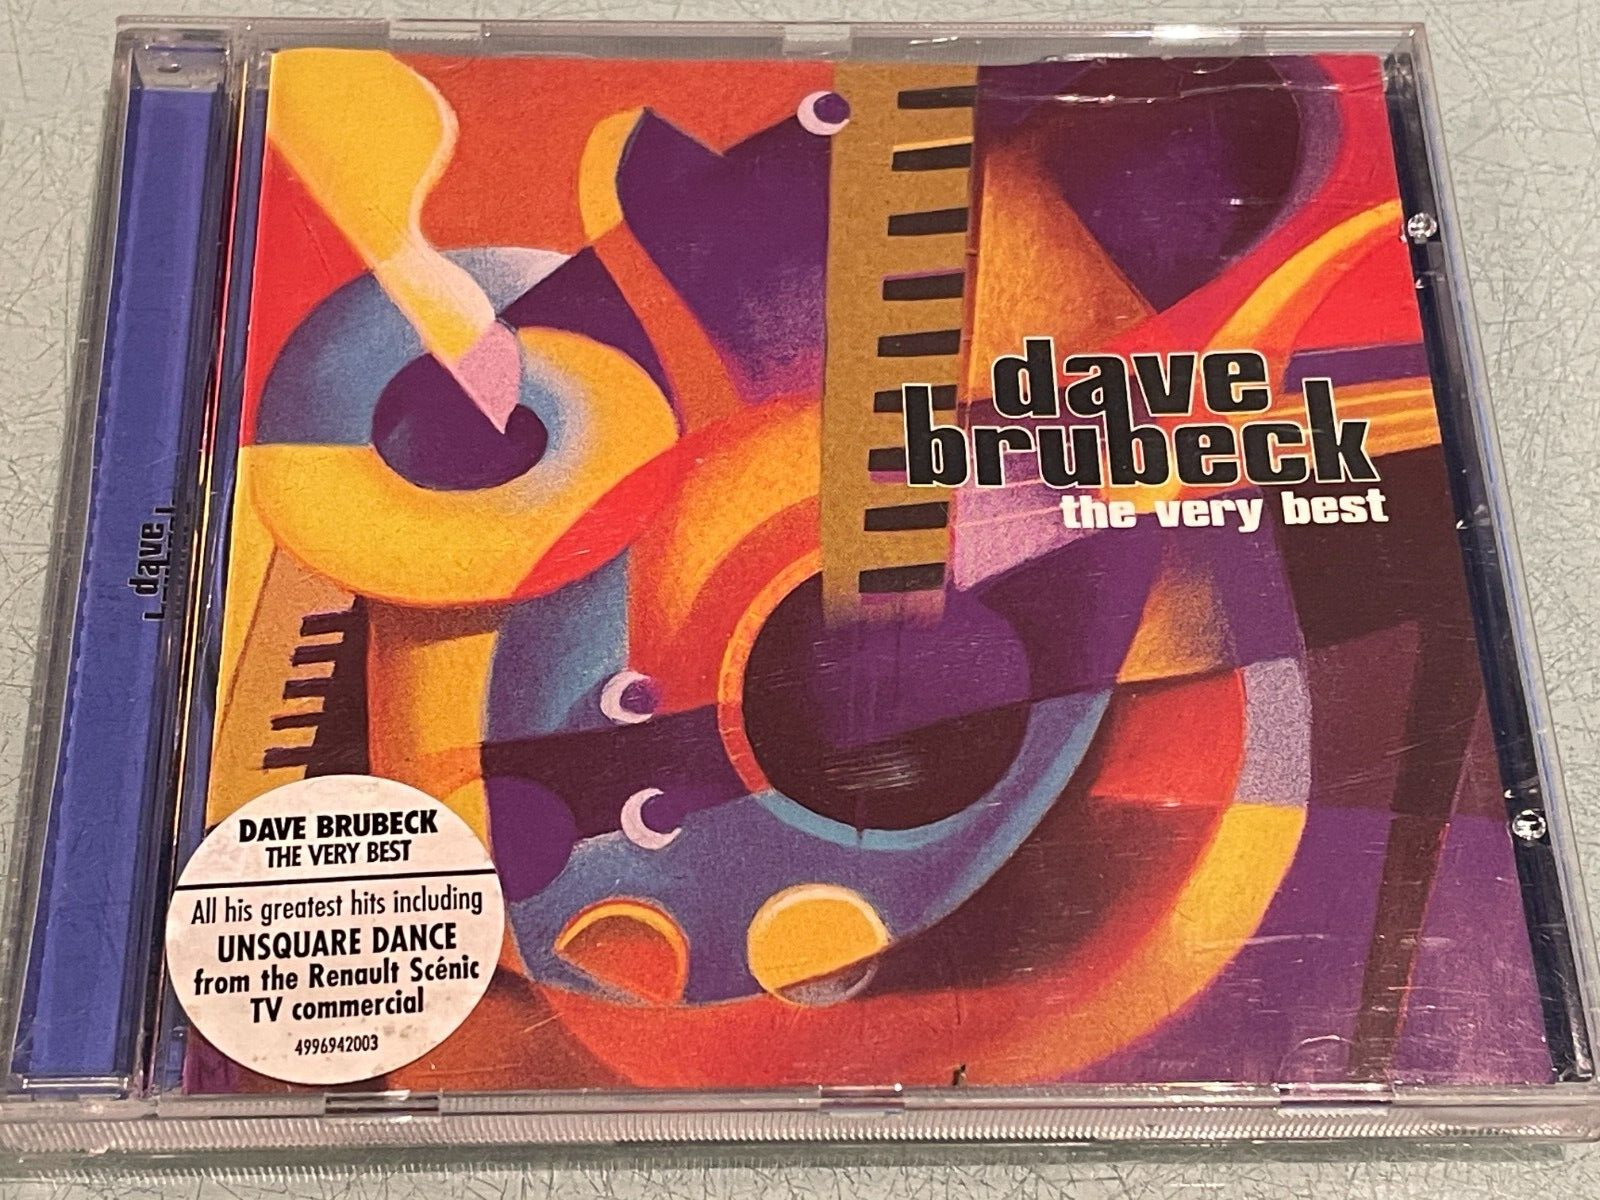 dave
brubeck
the very best
dave
DAVE BRUBECK
THE VERY BEST
All his greatest hits including
UNSQUARE DANCE
from the Renault Scénic
TV commercial
4996942003